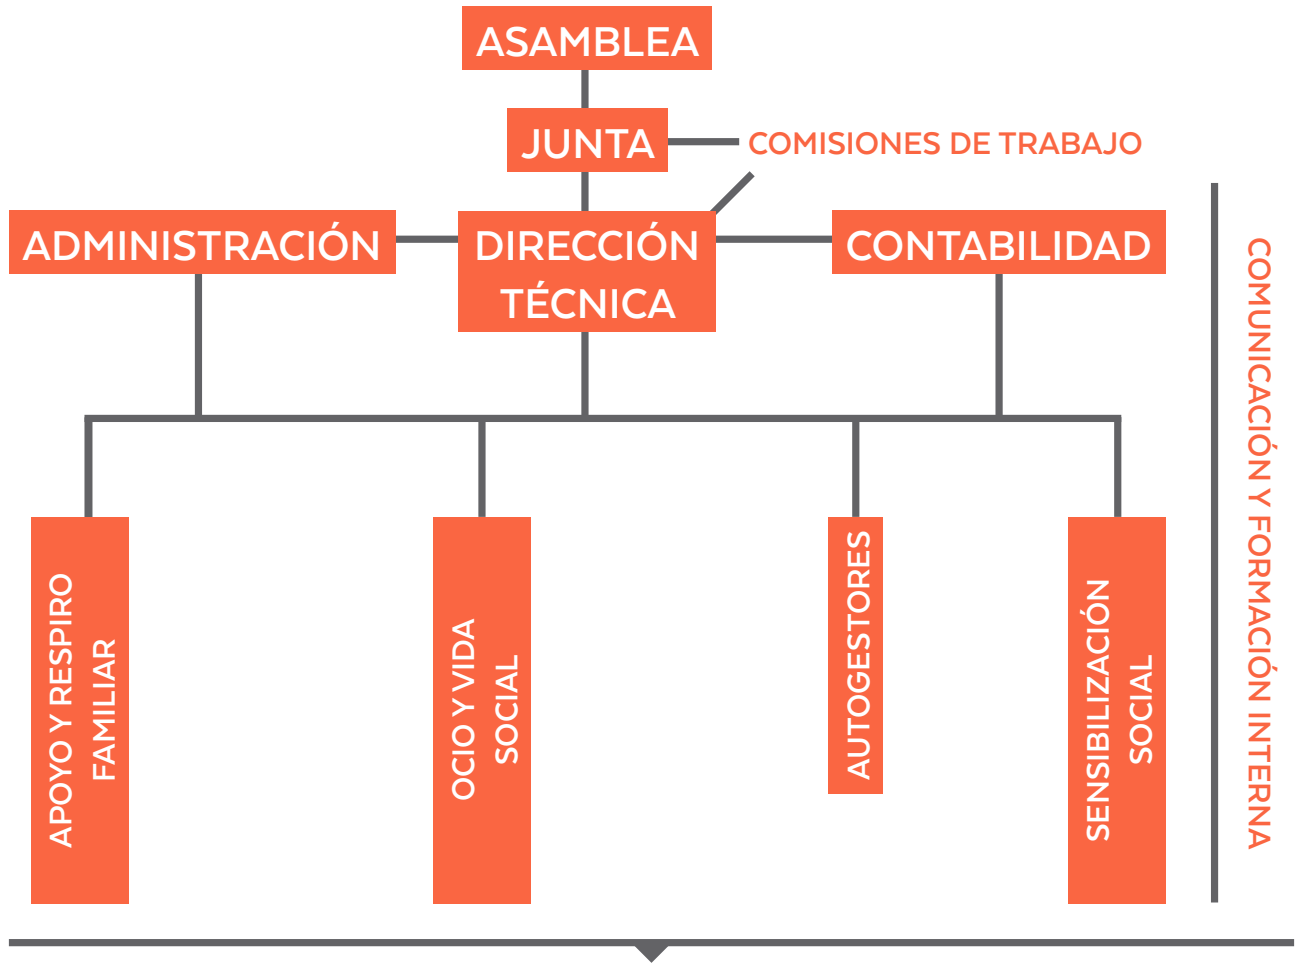 ASAMBLEA
JUNTA
COMISIONES DE TRABAJO
ADMINISTRACIÓN
DIRECCIÓN
TÉCNICA
CONTABILIDAD
APOYO Y RESPIRO
FAMILIAR
OCIO Y VIDA
SOCIAL
AUTOGESTORES
SENSIBILIZACIÓN
SOCIAL
COMUNICACIÓN Y FORMACIÓN INTERNA